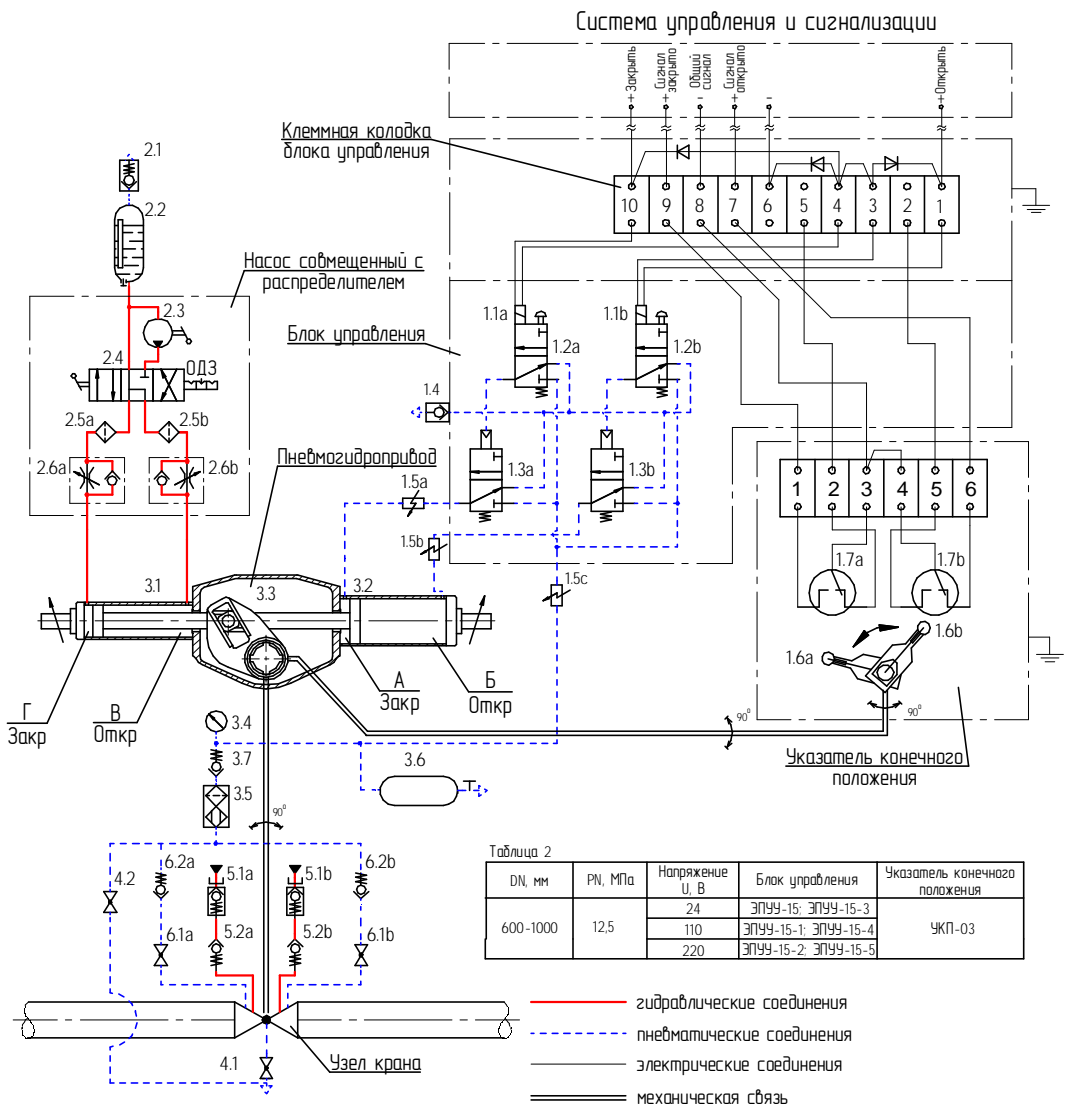 Система управления и сигнализации
+Закрыть
+Сигнал закрыто
- Общий сигнал
+Сигнал открыто
-
+Открыть
Клеммная колодка
блока управления
10 9 8 7 6 5 4 3 2 1
2.1
2.2
Насос совмещенный с
распределителем
2.3
2.4
ОДЗ
2.5a
2.5b
2.6a
2.6b
Блок управления
1.1a
1.1b
1.2a
1.2b
1.4
1.3a
1.3b
1.5a
1.5b
1.5c
Пневмогидропривод
3.1
3.2
3.3
1 2 3 4 5 6
1.7a
1.7b
1.6a
1.6b
90°
Указатель конечного
положения
Г
Закр
В
Откр
А
Закр
Б
Откр
90°
3.4
3.7
3.6
3.5
90°
4.2
6.2a
5.1a
5.1b
6.2b
6.1a
5.2a
5.2b
6.1b
4.1
Узел крана
Таблица 2
DN, мм
PN, МПа
Напряжение
U, В
Блок управления
Указатель конечного
положения
600-1000
12,5
24
ЭПУУ-15; ЭПУУ-15-3
110
ЭПУУ-15-1; ЭПУУ-15-4
220
ЭПУУ-15-2; ЭПУУ-15-5
УКП-03
гидравлические соединения
пневматические соединения
электрические соединения
механическая связь